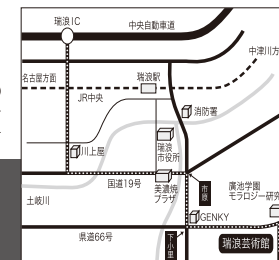 瑞浪IC
中央自動車道
中津川方
名古屋方面
瑞浪駅
JR中央
消防署
瑞浪
市役所
川上屋
国道19号
美濃焼
プラザ
市原
廣池学園
モラロジー研究
土岐川
GENKY
県道66号
下小里
瑞浪芸術館